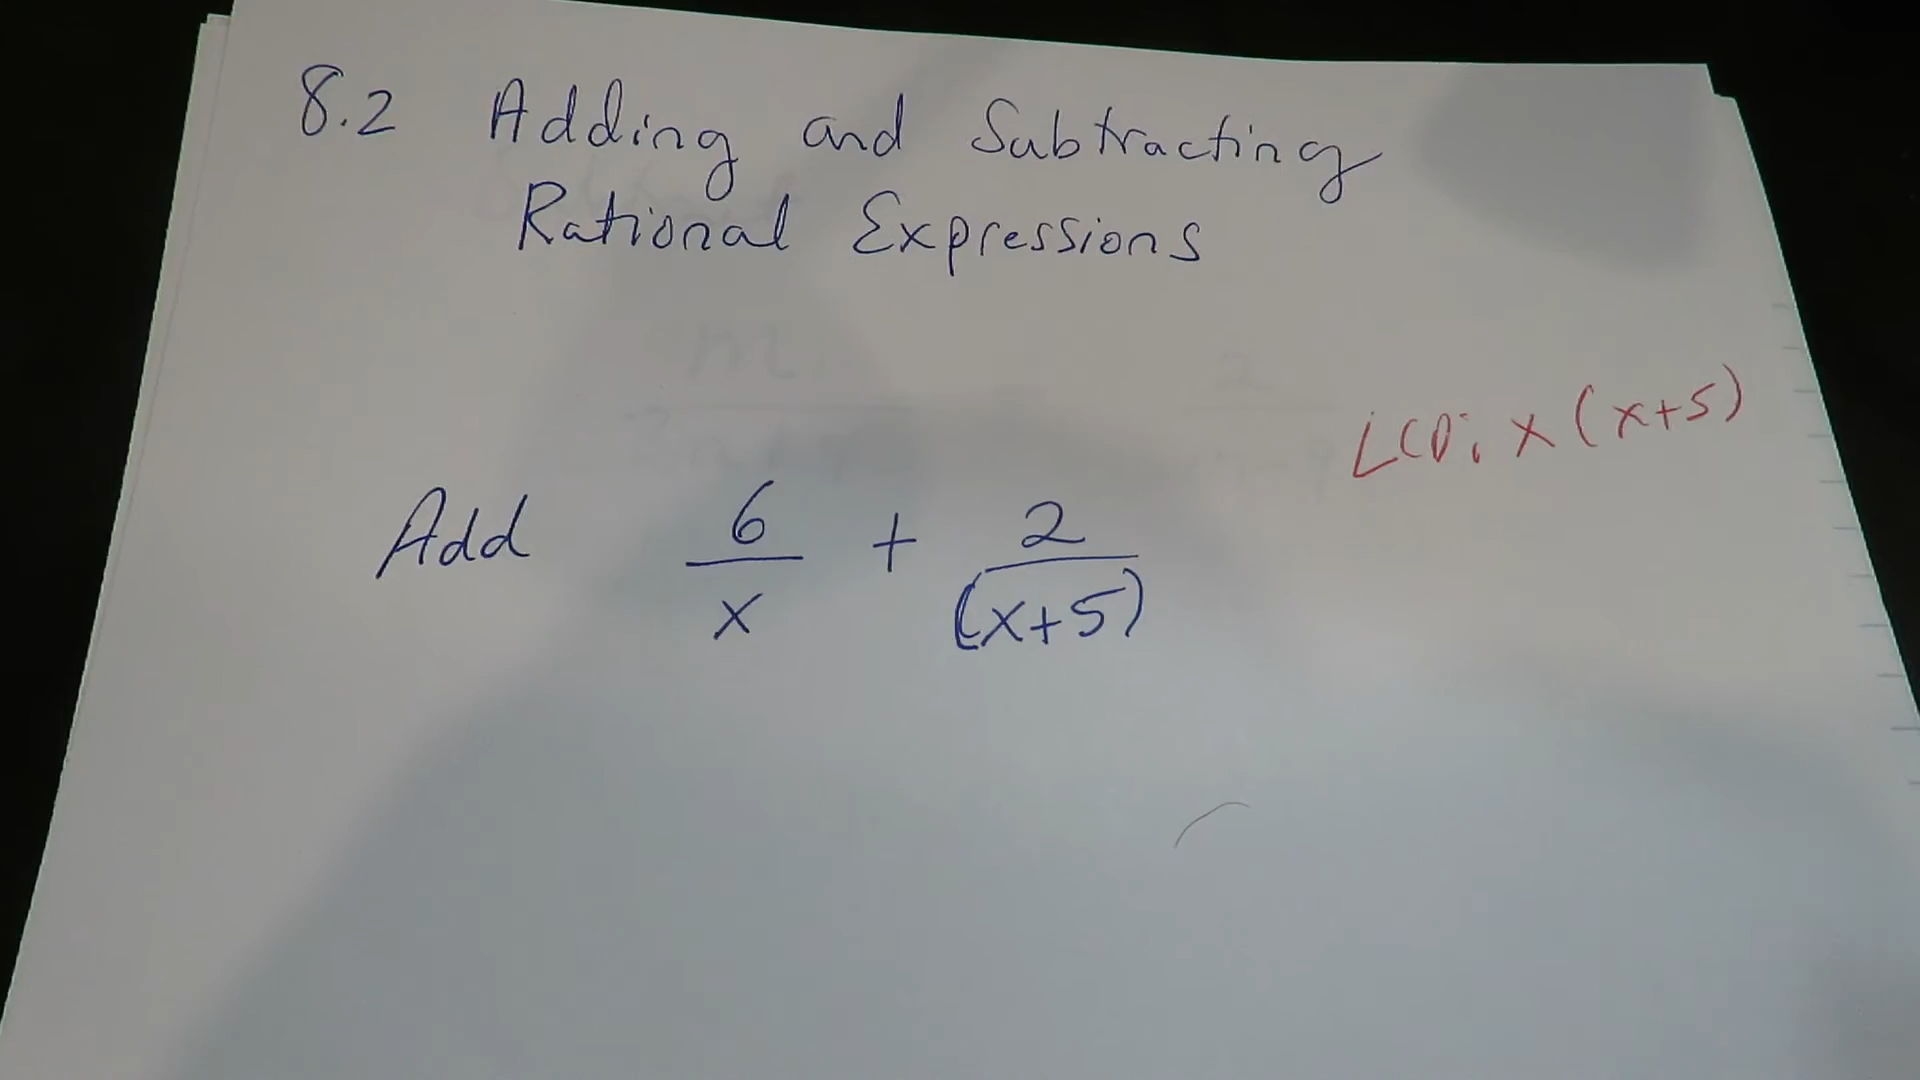 8.2 Adding and Subtracting
Rational Expressions
LCD: x(x+5)
Add 6/x + 2/(x+5)